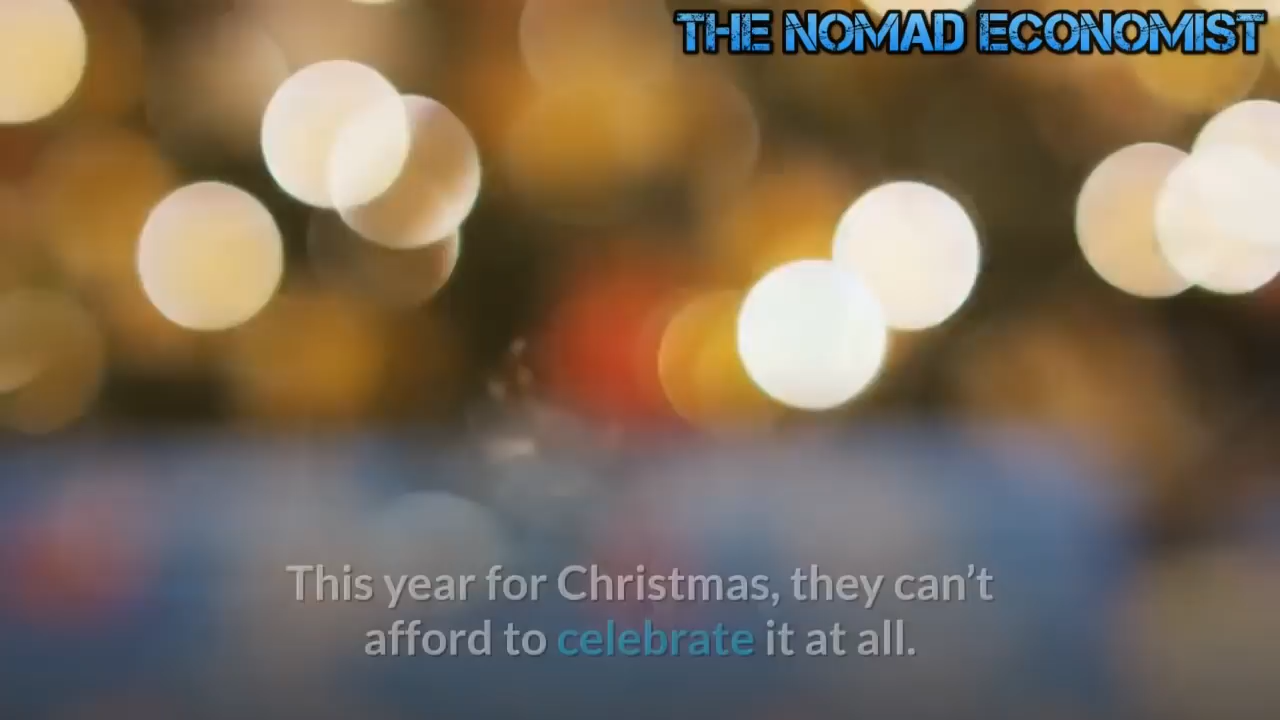 THE NOMAD ECONOMIST
This year for Christmas, they can’t
afford to celebrate it at all.